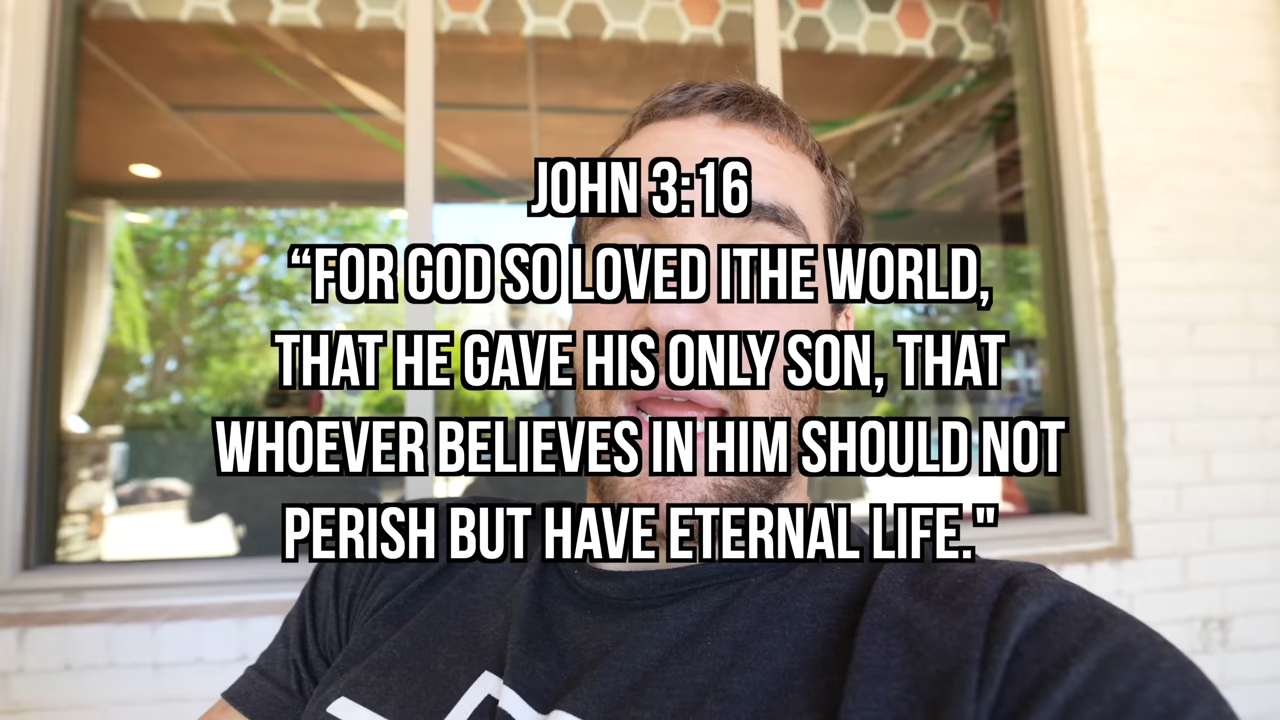 JOHN 3:16
“FOR GOD SO LOVED ITHE WORLD,
THAT HE GAVE HIS ONLY SON, THAT
WHOEVER BELIEVES IN HIM SHOULD NOT
PERISH BUT HAVE ETERNAL LIFE."